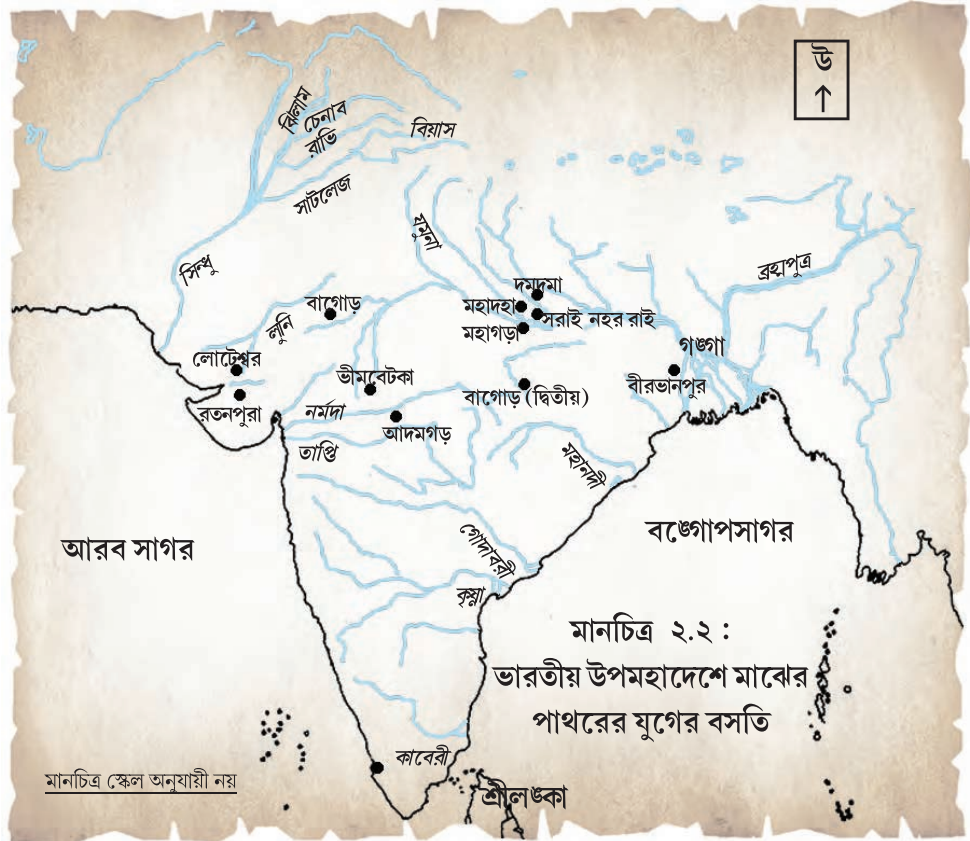 উ
ঝিলাম
চেনাব
রাভি
বিয়াস
সাটলেজ
যমুনা
সিন্ধু
ব্রহ্মপুত্র
দমদমা
মহাদহা
সরাই নহর রাই
মহাগড়া
বাগোড়
লুনি
গঙ্গা
লোটেশ্বর
ভীমবেটকা
বীরভানপুর
বাগোড় (দ্বিতীয়)
রতনপুরা
নর্মদা
আদমগড়
তাপ্তি
মহানদী
আরব সাগর
বঙ্গোপসাগর
গোদাবরী
কৃষ্ণা
মানচিত্র ২.২ :
ভারতীয় উপমহাদেশে মাঝের
পাথরের যুগের বসতি
কাবেরী
মানচিত্র স্কেল অনুযায়ী নয়
শ্রীলঙ্কা